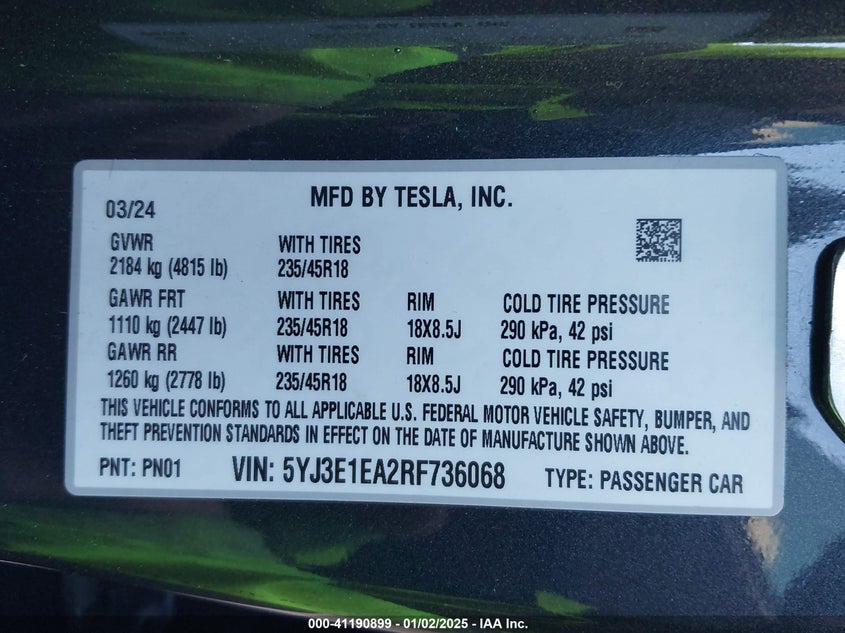 MFD BY TESLA, INC.
03/24
GVWR WITH TIRES
2184 kg (4815 lb) 235/45R18
GAWR FRT WITH TIRES RIM COLD TIRE PRESSURE
1110 kg (2447 lb) 235/45R18 18X8.5J 290 kPa, 42 psi
GAWR RR WITH TIRES RIM COLD TIRE PRESSURE
1260 kg (2778 lb) 235/45R18 18X8.5J 290 kPa, 42 psi
THIS VEHICLE CONFORMS TO ALL APPLICABLE U.S. FEDERAL MOTOR VEHICLE SAFETY, BUMPER, AND
THEFT PREVENTION STANDARDS IN EFFECT ON THE DATE OF MANUFACTURE SHOWN ABOVE.
PNT: PN01 VIN: 5YJ3E1EA2RF736068 TYPE: PASSENGER CAR
000-41190899 - 01/02/2025 - IAA Inc.